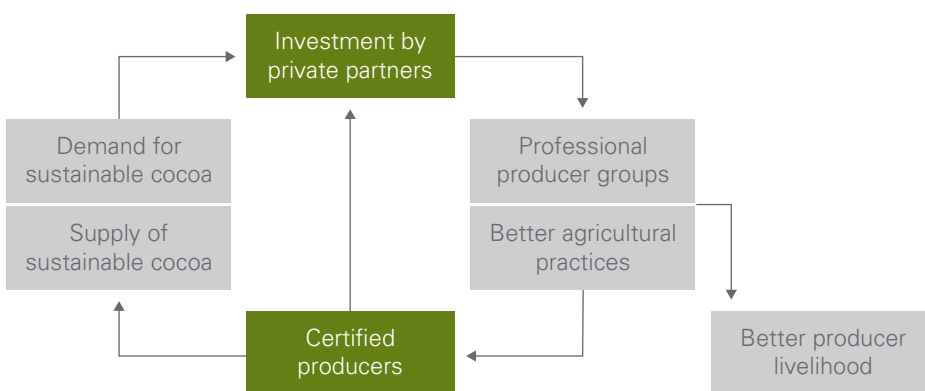 Investment by
private partners
Demand for
sustainable cocoa
Professional
producer groups
Supply of
sustainable cocoa
Better agricultural
practices
Certified
producers
Better producer
livelihood